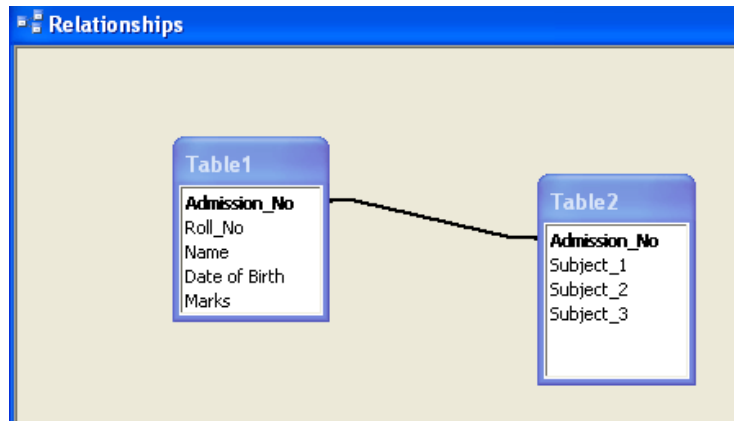 Relationships
Table1
Admission_No
Roll_No
Name
Date of Birth
Marks
Table2
Admission_No
Subject_1
Subject_2
Subject_3